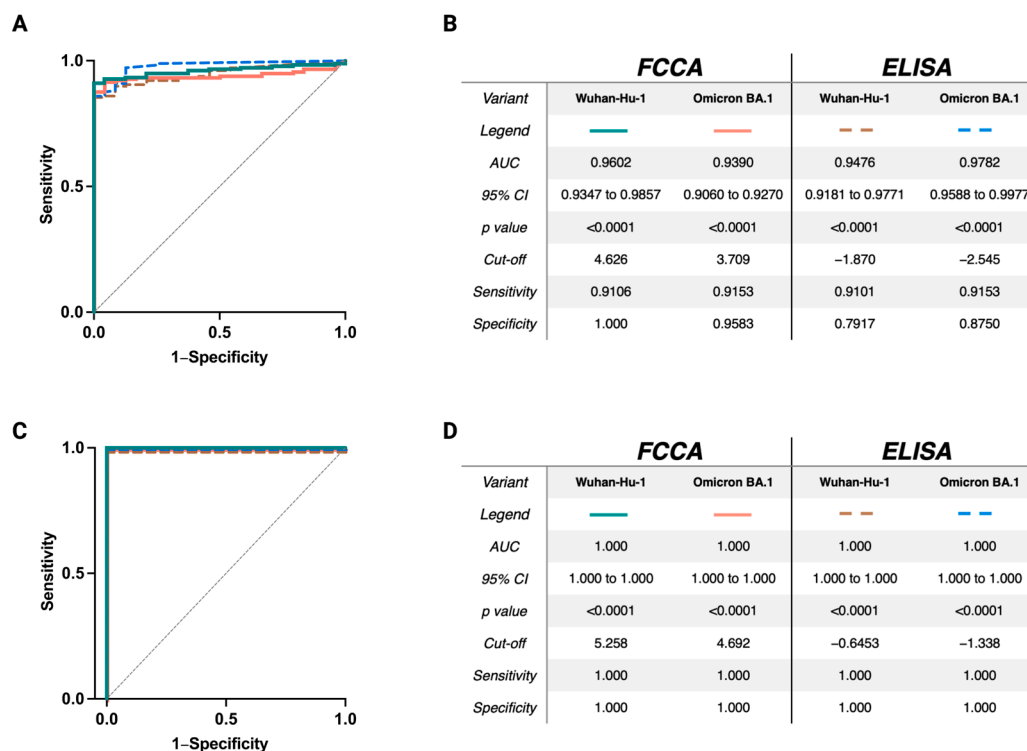 A
1.0
0.5
0.0
0.0 0.5 1.0
Sensitivity
1−Specificity
B
FCCA ELISA
Variant Wuhan-Hu-1 Omicron BA.1 Wuhan-Hu-1 Omicron BA.1
Legend
AUC 0.9602 0.9390 0.9476 0.9782
95% CI 0.9347 to 0.9857 0.9060 to 0.9270 0.9181 to 0.9771 0.9588 to 0.9977
p value <0.0001 <0.0001 <0.0001 <0.0001
Cut-off 4.626 3.709 −1.870 −2.545
Sensitivity 0.9106 0.9153 0.9101 0.9153
Specificity 1.000 0.9583 0.7917 0.8750
C
1.0
0.5
0.0
0.0 0.5 1.0
Sensitivity
1−Specificity
D
FCCA ELISA
Variant Wuhan-Hu-1 Omicron BA.1 Wuhan-Hu-1 Omicron BA.1
Legend
AUC 1.000 1.000 1.000 1.000
95% CI 1.000 to 1.000 1.000 to 1.000 1.000 to 1.000 1.000 to 1.000
p value <0.0001 <0.0001 <0.0001 <0.0001
Cut-off 5.258 4.692 −0.6453 −1.338
Sensitivity 1.000 1.000 1.000 1.000
Specificity 1.000 1.000 1.000 1.000